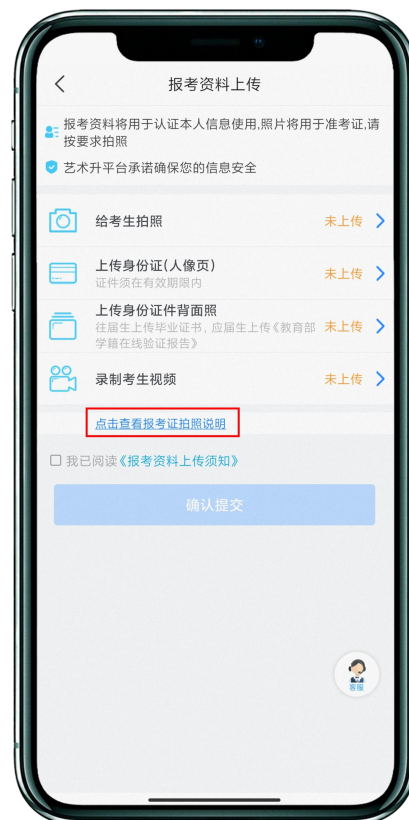 报考资料上传
报考资料将用于认证本人信息使用,照片将用于准考证,请
按要求拍照
艺术升平台承诺确保您的信息安全
给考生拍照
未上传
上传身份证(人像页)
证件须在有效期限内
未上传
上传身份证件背面照
往届生上传毕业证书，应届生上传《教育部
学籍在线验证报告》
未上传
录制考生视频
未上传
点击查看报考证拍照说明
我已阅读《报考资料上传须知》
确认提交
客服